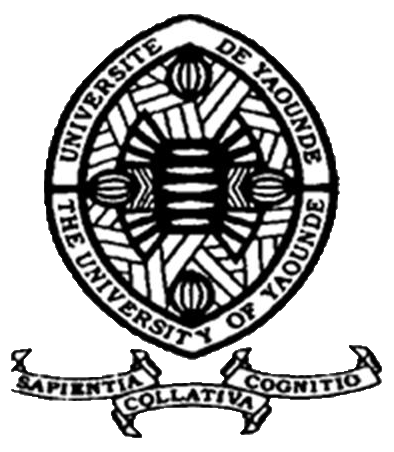 UNIVERSITE DE YAOUNDE
THE UNIVERSITY OF YAOUNDE
SAPIENTIA
COLLATIVA
COGNITIO